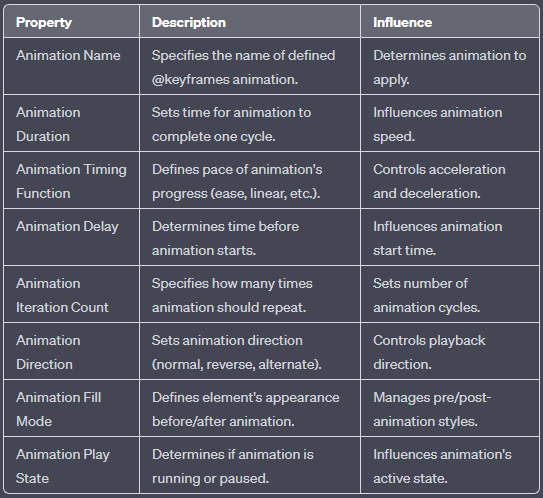 Property Description Influence
Animation Name Specifies the name of defined Determines animation to
@keyframes animation. apply.
Animation Sets time for animation to Influences animation
Duration complete one cycle. speed.
Animation Timing Defines pace of animation's Controls acceleration
Function progress (ease, linear, etc.). and deceleration.
Animation Delay Determines time before Influences animation
animation starts. start time.
Animation Specifies how many times Sets number of
Iteration Count animation should repeat. animation cycles.
Animation Sets animation direction Controls playback
Direction (normal, reverse, alternate). direction.
Animation Fill Defines element's appearance Manages pre/post-
Mode before/after animation. animation styles.
Animation Play Determines if animation is Influences animation's
State running or paused. active state.